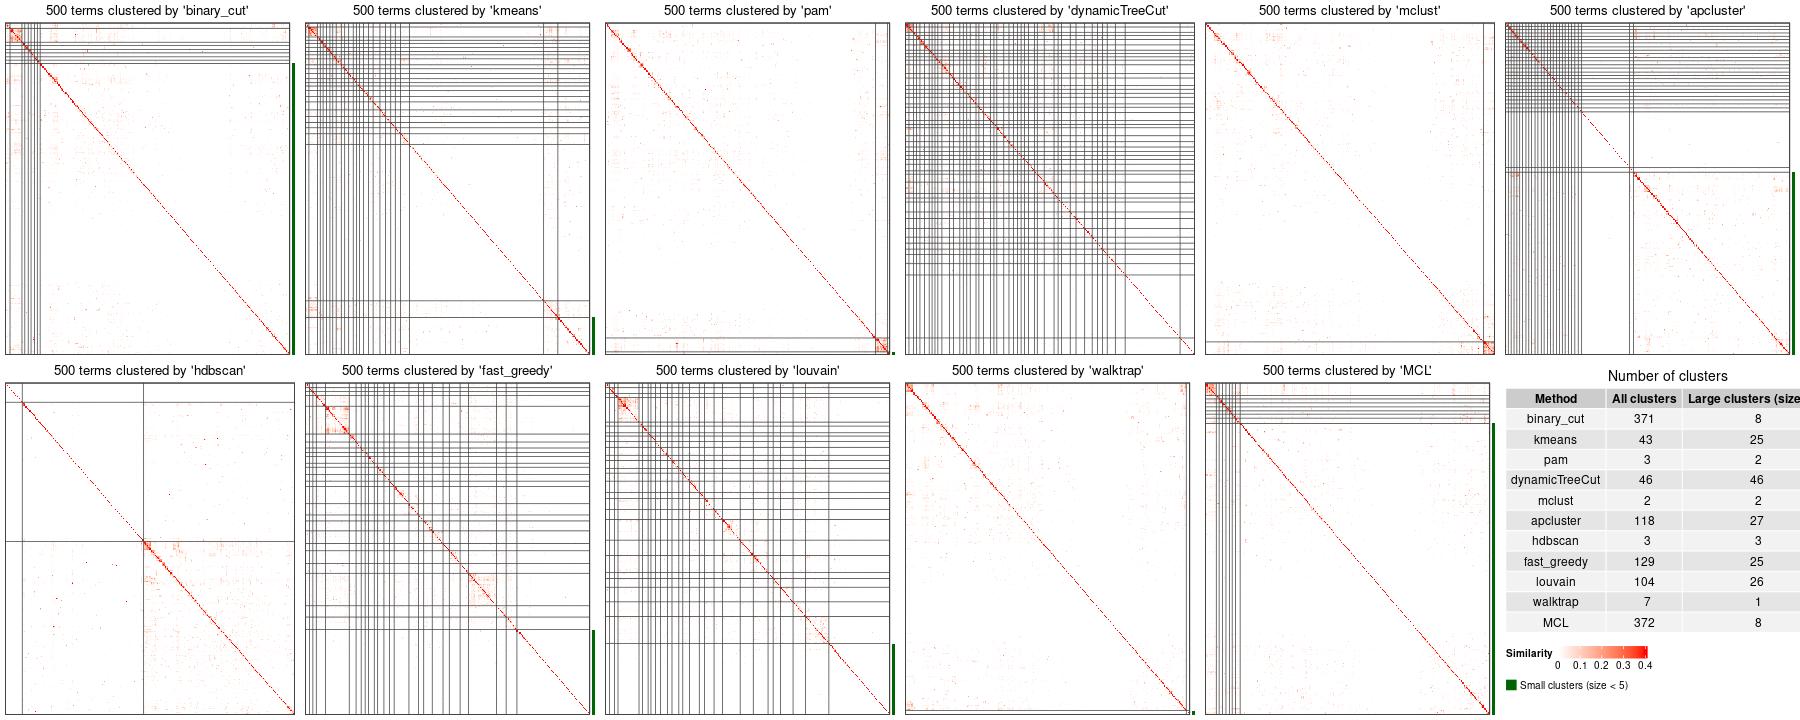 500 terms clustered by 'binary_cut'
500 terms clustered by 'kmeans'
500 terms clustered by 'pam'
500 terms clustered by 'dynamicTreeCut'
500 terms clustered by 'mclust'
500 terms clustered by 'apcluster'
500 terms clustered by 'hdbscan'
500 terms clustered by 'fast_greedy'
500 terms clustered by 'louvain'
500 terms clustered by 'walktrap'
500 terms clustered by 'MCL'
Number of clusters
Method All clusters Large clusters (size
binary_cut 371 8
kmeans 43 25
pam 3 2
dynamicTreeCut 46 46
mclust 2 2
apcluster 118 27
hdbscan 3 3
fast_greedy 129 25
louvain 104 26
walktrap 7 1
MCL 372 8
Similarity
0 0.1 0.2 0.3 0.4
Small clusters (size < 5)